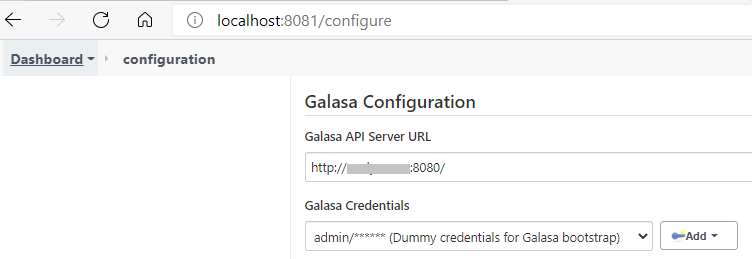 localhost:8081/configure
Dashboard configuration
Galasa Configuration
Galasa API Server URL
http:// :8080/
Galasa Credentials
admin/****** (Dummy credentials for Galasa bootstrap) Add